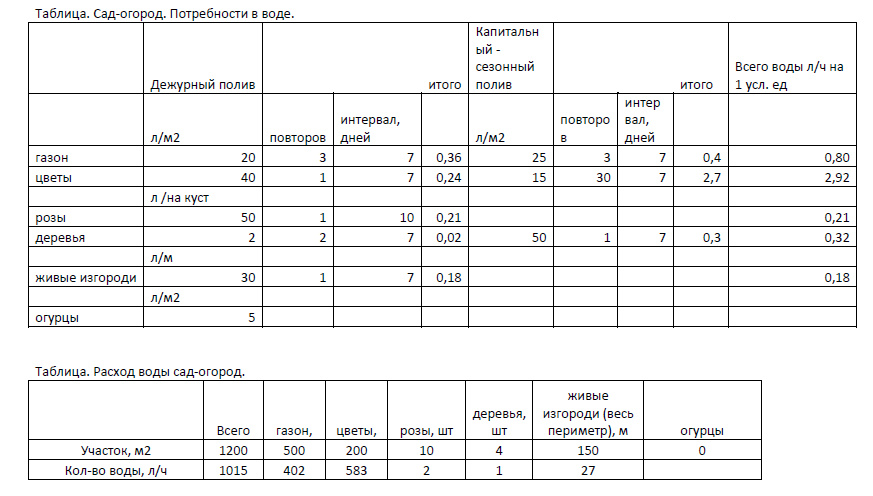 Таблица. Сад-огород. Потребности в воде.
Дежурный полив итого Капитальн
ый -
сезонный
полив итого Всего воды л/ч на
1 усл. ед
л/м2 повторов интервал,
дней л/м2 повторо
в интер
вал,
дней
газон 20 3 7 0,36 25 3 7 0,4 0,80
цветы 40 1 7 0,24 15 30 7 2,7 2,92
л /на куст
розы 50 1 10 0,21 0,21
деревья 2 2 7 0,02 50 1 7 0,3 0,32
л/м
живые изгороди 30 1 7 0,18 0,18
л/м2
огурцы 5
Таблица. Расход воды сад-огород.
Всего газон, цветы, розы, шт деревья,
шт живые
изгороди (весь
периметр), м огурцы
Участок, м2 1200 500 200 10 4 150 0
Кол-во воды, л/ч 1015 402 583 2 1 27